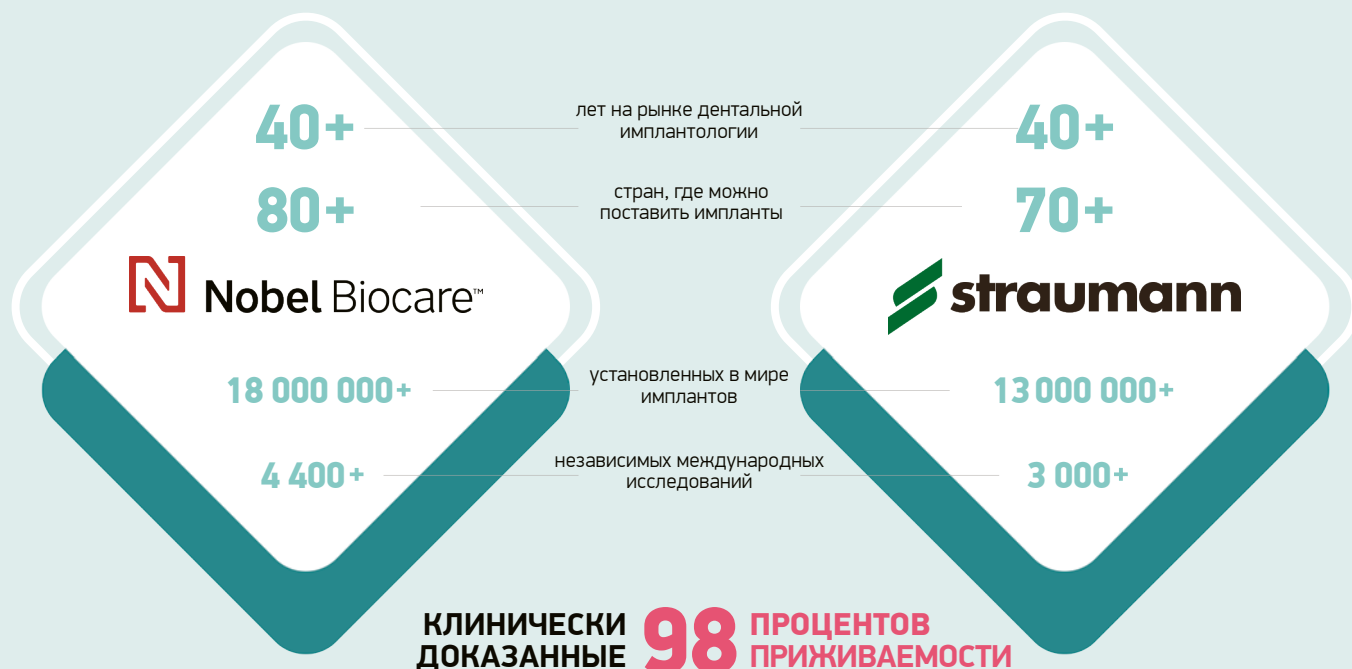 40+
лет на рынке дентальной
имплантологии
40+
80+
стран, где можно
поставить импланты
70+
N Nobel Biocare™
straumann
18 000 000+
установленных в мире
имплантов
13 000 000+
4 400+
независимых международных
исследований
3 000+
КЛИНИЧЕСКИ
ДОКАЗАННЫЕ
98
ПРОЦЕНТОВ
ПРИЖИВАЕМОСТИ